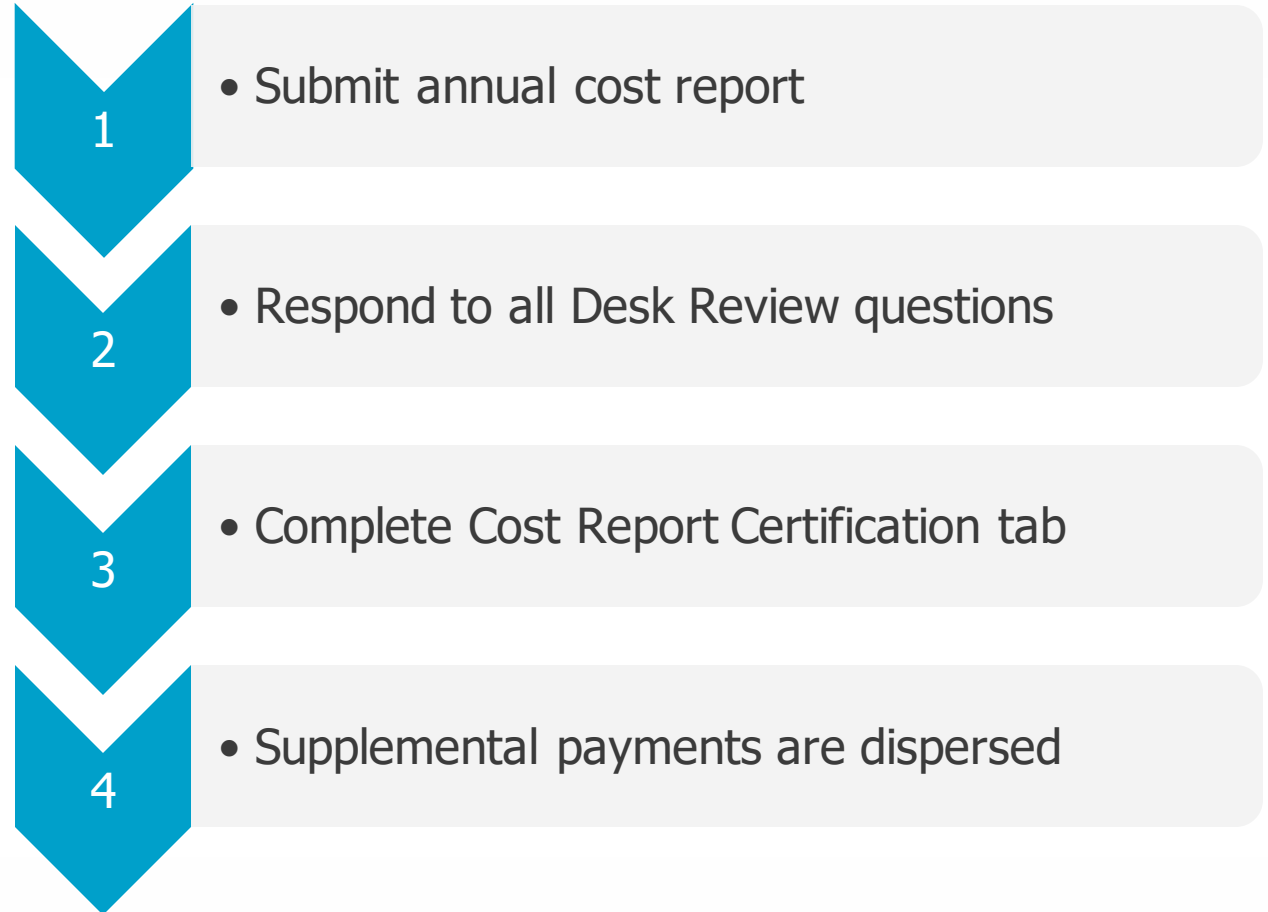 1
• Submit annual cost report
2
• Respond to all Desk Review questions
3
• Complete Cost Report Certification tab
4
• Supplemental payments are dispersed